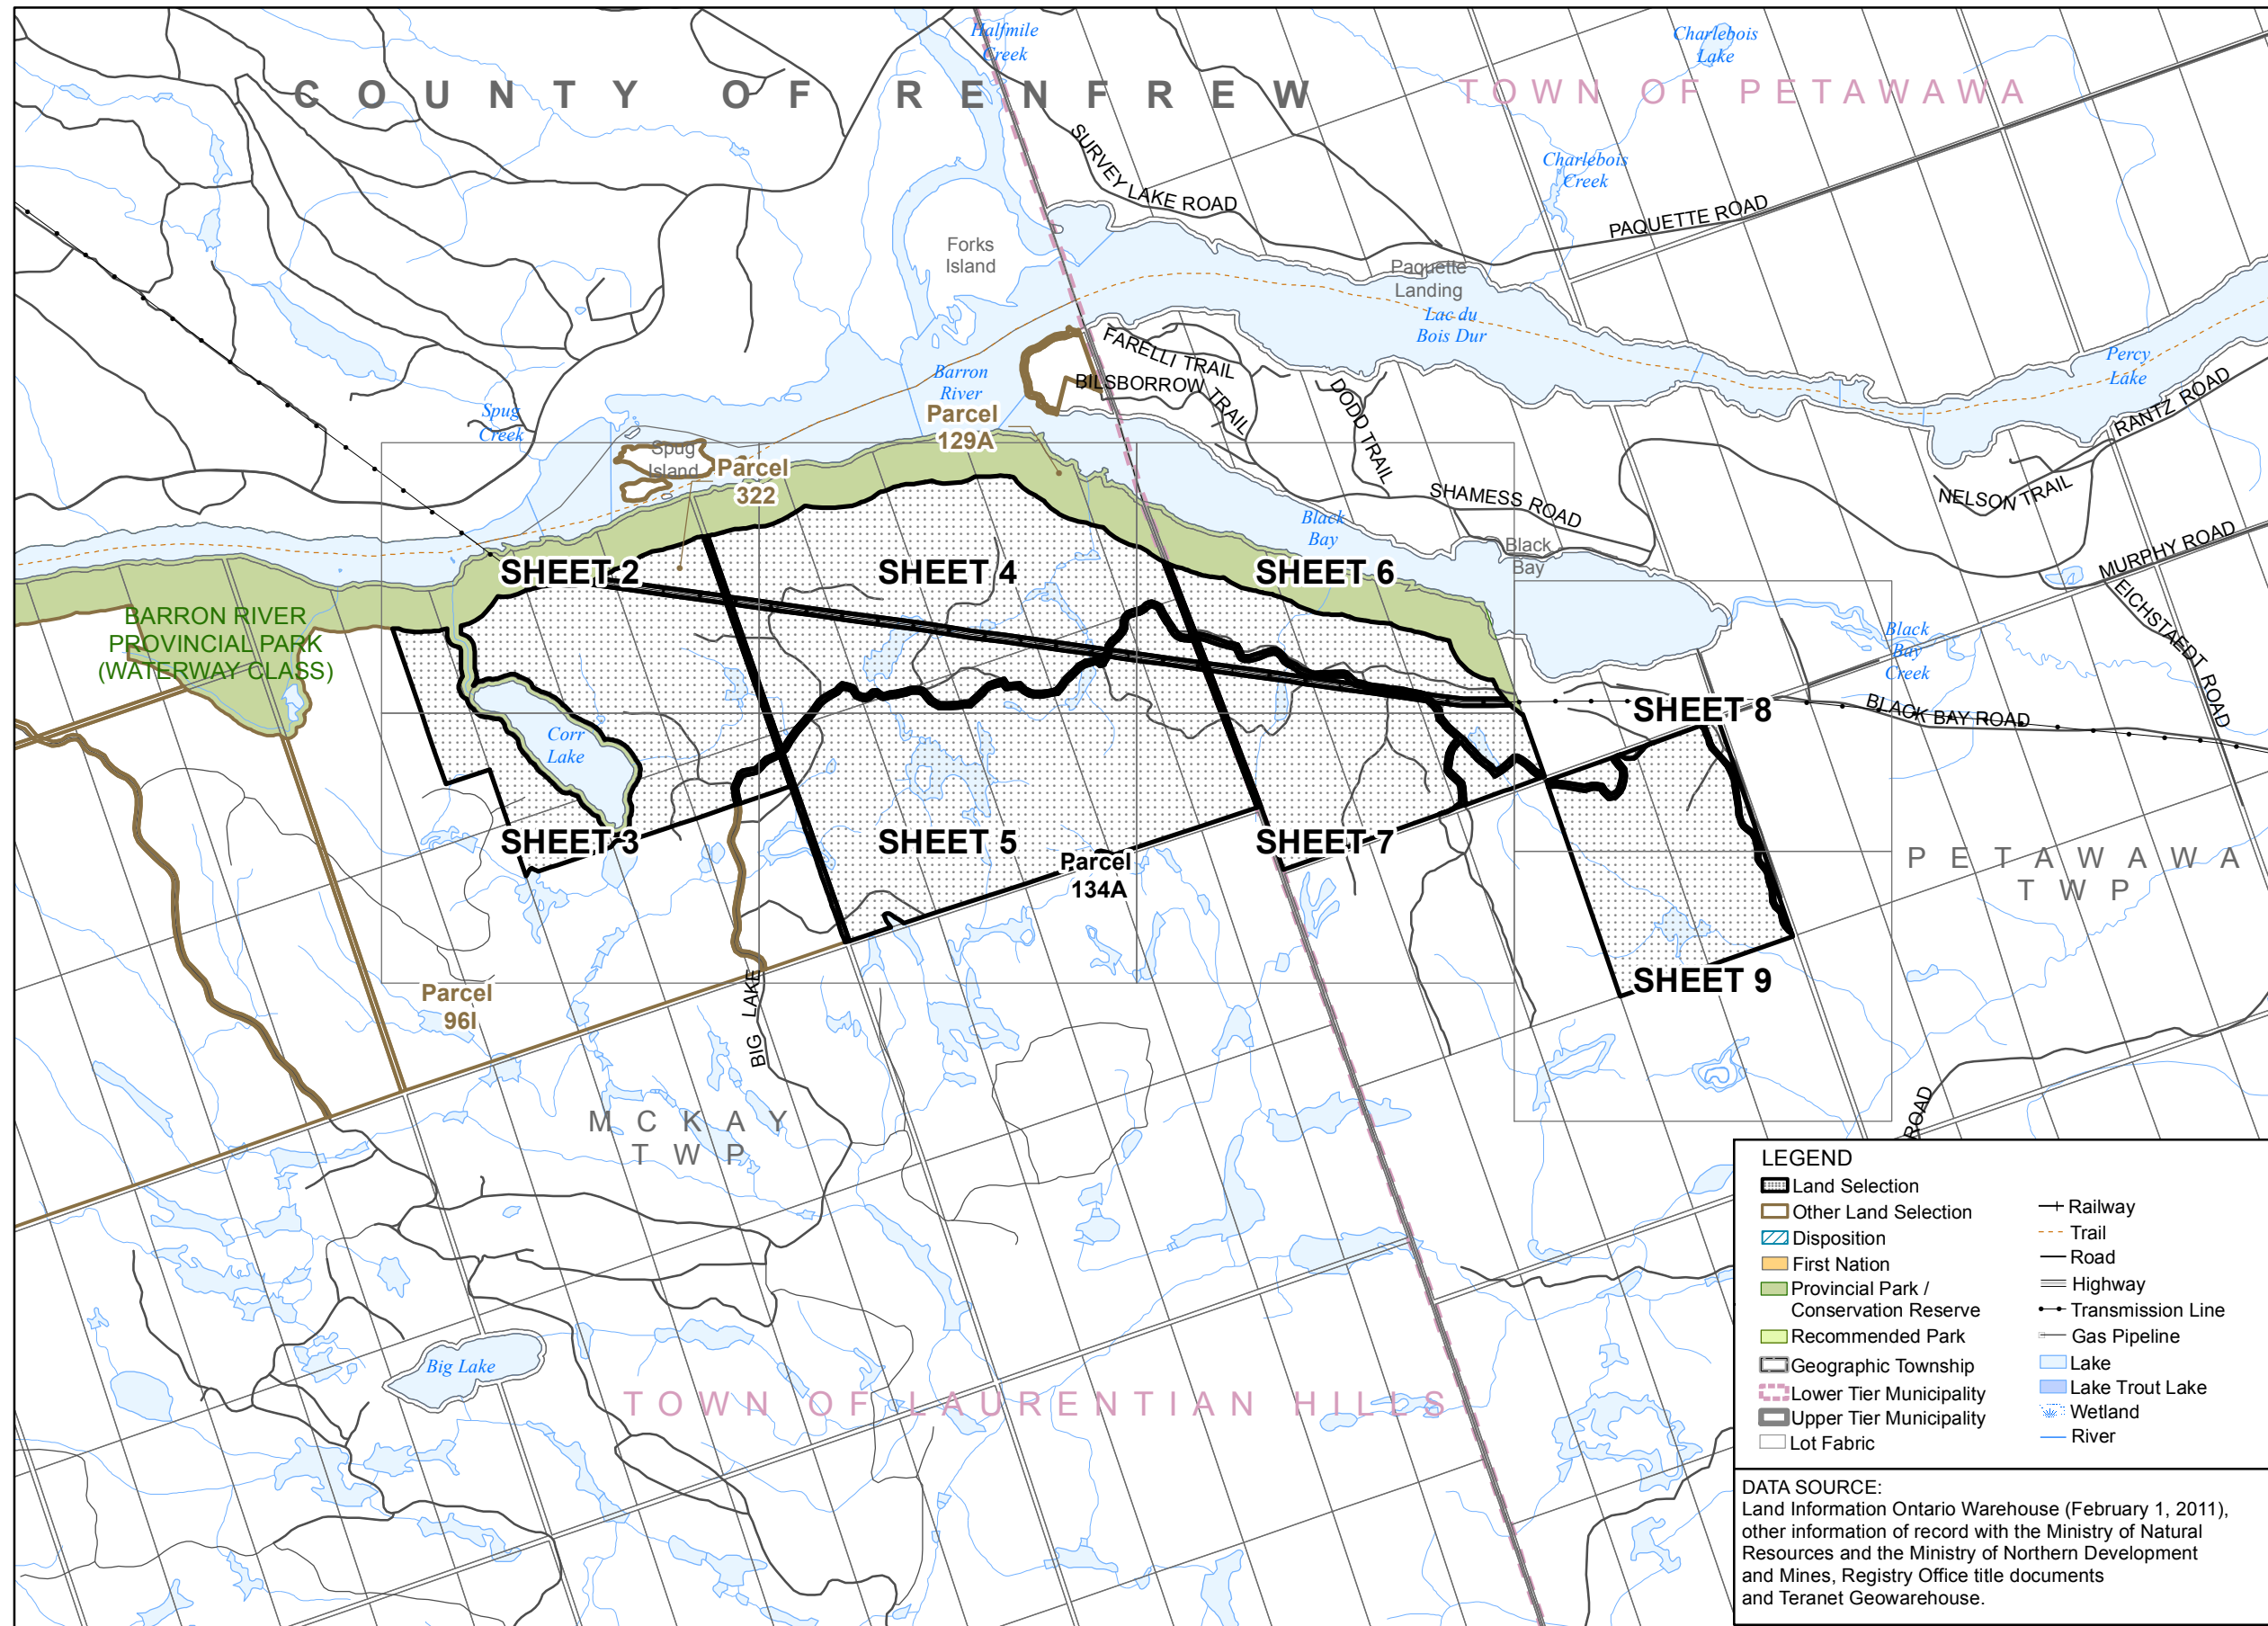 Halfmile
Creek
Charlebois
Lake
COUNTY OF RENFREW
TOWN OF PETAWAWA
SURVEY LAKE ROAD
Charlebois
Creek
PAQUETTE ROAD
Forks
Island
Paquette
Landing
Lac du
Bois Dur
FARELLI TRAIL
Percy
Lake
Barron
River
BILSBORROW TRAIL
DODD TRAIL
RANTZ ROAD
Spug
Creek
Parcel
129A
Spug
Island
Parcel
322
SHAMESS ROAD
NELSON TRAIL
Black
Bay
Black
Bay
MURPHY ROAD
SHEET 2
SHEET 4
SHEET 6
EICHSTAEDT ROAD
BARRON RIVER
PROVINCIAL PARK
(WATERWAY CLASS)
Black
Bay
Creek
SHEET 8
BLACK BAY ROAD
Corr
Lake
SHEET 3
SHEET 5
SHEET 7
Parcel
134A
PETAWAWA
TWP
SHEET 9
Parcel
96I
BIG LAKE
MCKAY
TWP
ROAD
Big Lake
TOWN OF LAURENTIAN HILLS
LEGEND
Land Selection
Other Land Selection
Disposition
First Nation
Provincial Park /
Conservation Reserve
Recommended Park
Geographic Township
Lower Tier Municipality
Upper Tier Municipality
Lot Fabric
Railway
Trail
Road
Highway
Transmission Line
Gas Pipeline
Lake
Lake Trout Lake
Wetland
River
DATA SOURCE:
Land Information Ontario Warehouse (February 1, 2011),
other information of record with the Ministry of Natural
Resources and the Ministry of Northern Development
and Mines, Registry Office title documents
and Teranet Geowarehouse.